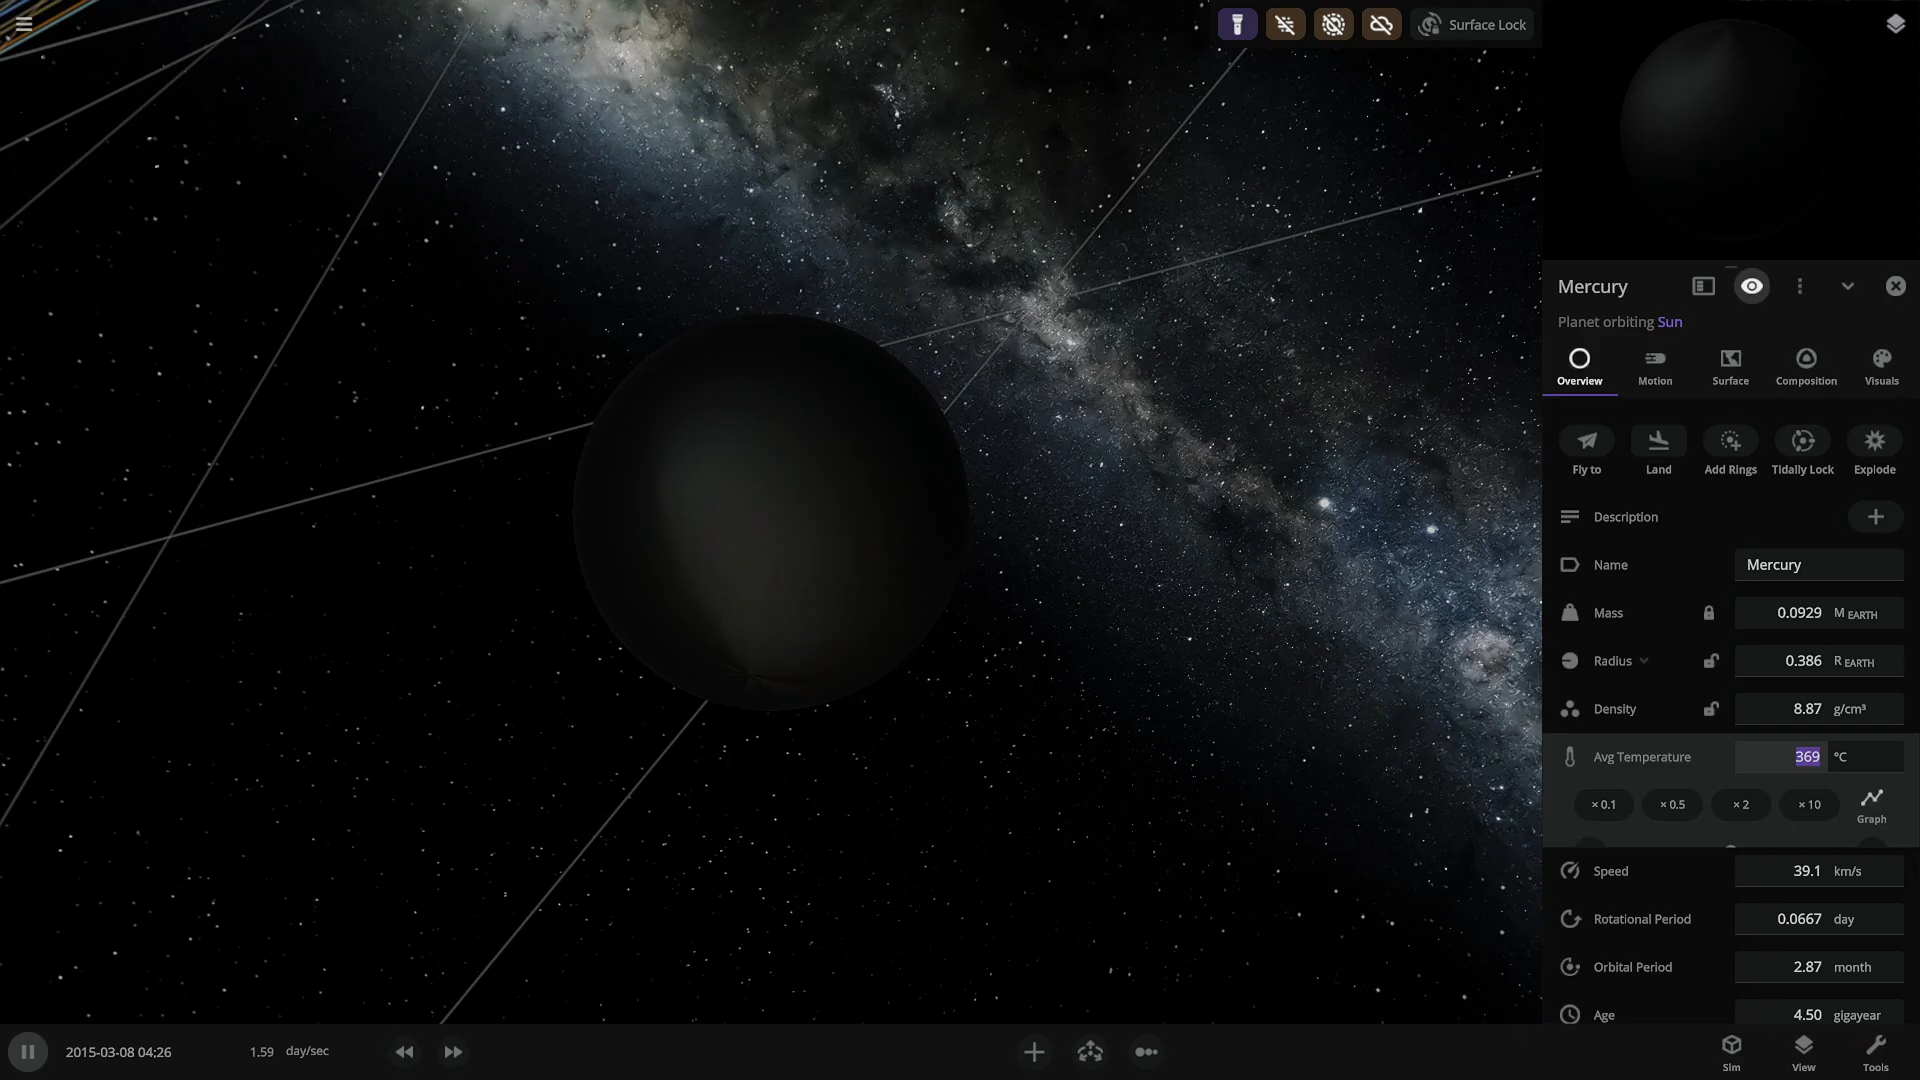 Surface Lock
Mercury
Planet orbiting Sun
Overview
Motion
Surface
Composition
Visuals
Fly to
Land
Add Rings
Tidally Lock
Explode
Description
Name
Mercury
Mass
0.0929 M EARTH
Radius
0.386 R EARTH
Density
8.87 g/cm³
Avg Temperature
369 °C
× 0.1
× 0.5
× 2
× 10
Graph
Speed
39.1 km/s
Rotational Period
0.0667 day
Orbital Period
2.87 month
Age
4.50 gigayear
2015-03-08 04:26
1.59 day/sec
Sim
View
Tools